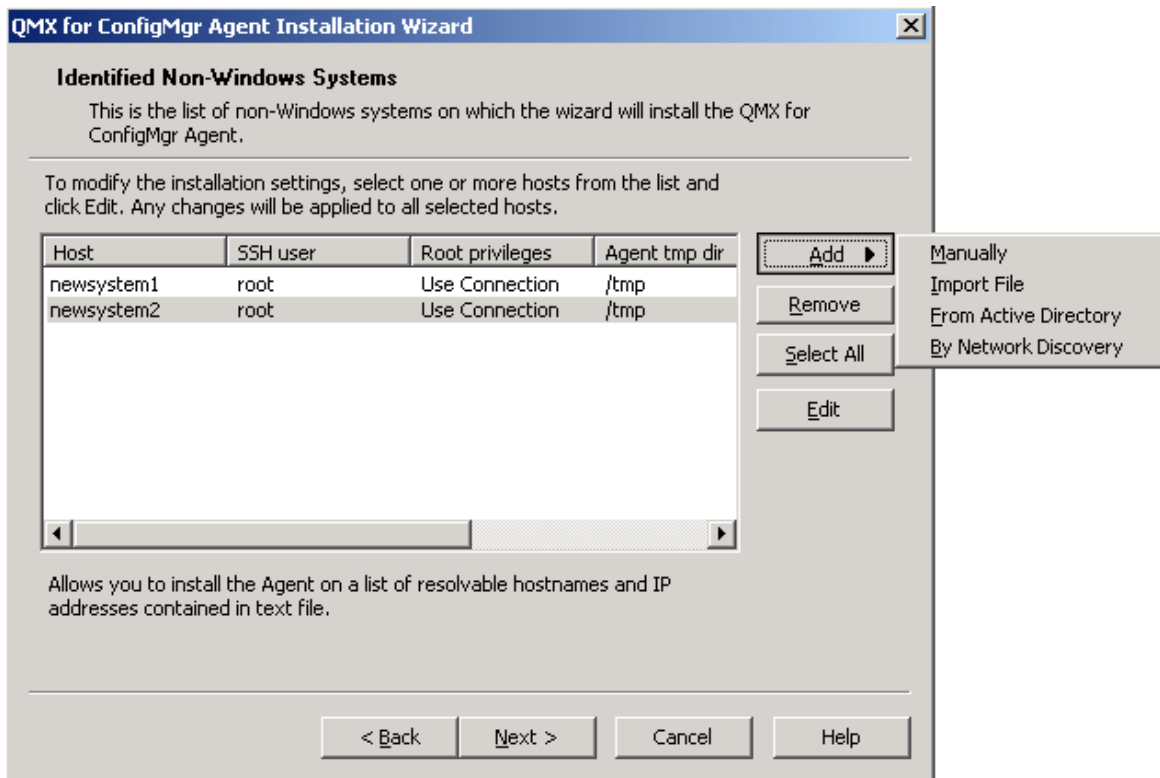 QMX for ConfigMgr Agent Installation Wizard
Identified Non-Windows Systems
This is the list of non-Windows systems on which the wizard will install the QMX for
ConfigMgr Agent.
To modify the installation settings, select one or more hosts from the list and
click Edit. Any changes will be applied to all selected hosts.
Host SSH user Root privileges Agent tmp dir
newsystem1 root Use Connection /tmp
newsystem2 root Use Connection /tmp
Add
Remove
Select All
Edit
Manually
Import File
From Active Directory
By Network Discovery
Allows you to install the Agent on a list of resolvable hostnames and IP
addresses contained in text file.
< Back Next > Cancel Help